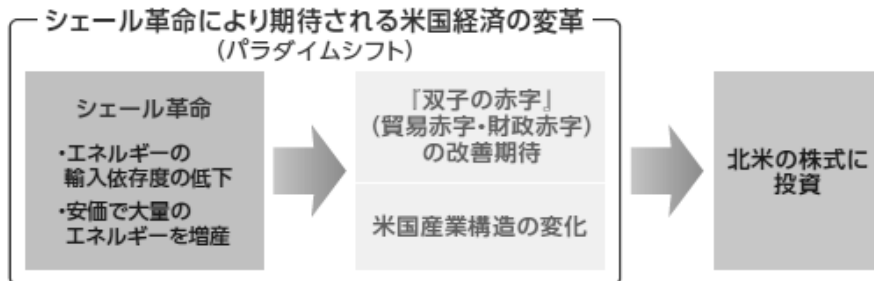 シェール革命により期待される米国経済の変革
(パラダイムシフト)
シェール革命
・エネルギーの
輸入依存度の低下
・安価で大量の
エネルギーを増産
『双子の赤字』
(貿易赤字・財政赤字)
の改善期待
米国産業構造の変化
北米の株式に
投資